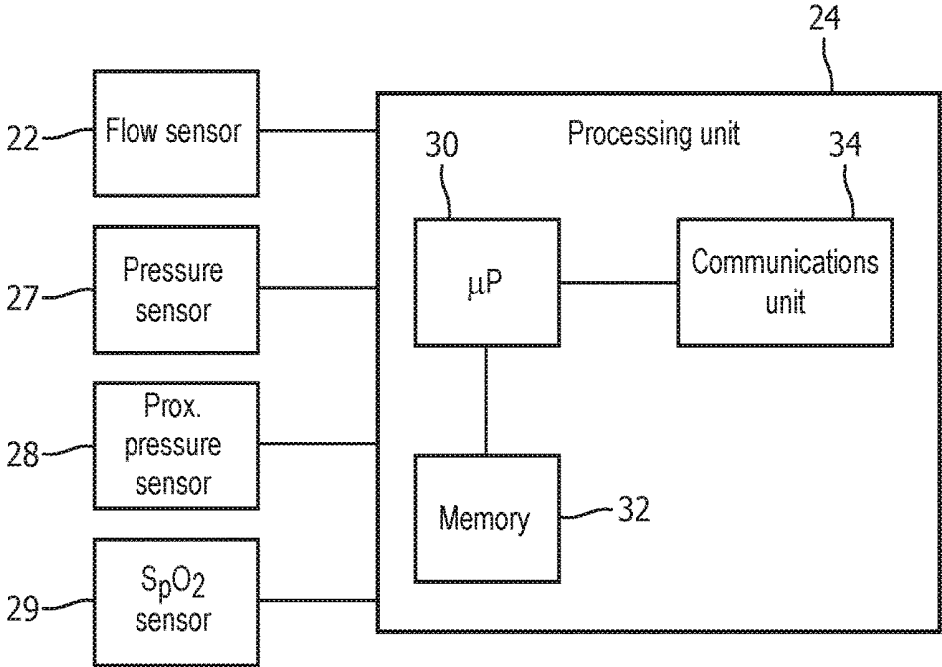 24
Flow sensor
22
Processing unit
30
34
Pressure
sensor
27
μP
Communications
unit
Prox.
pressure
sensor
28
Memory
32
SpO2
sensor
29